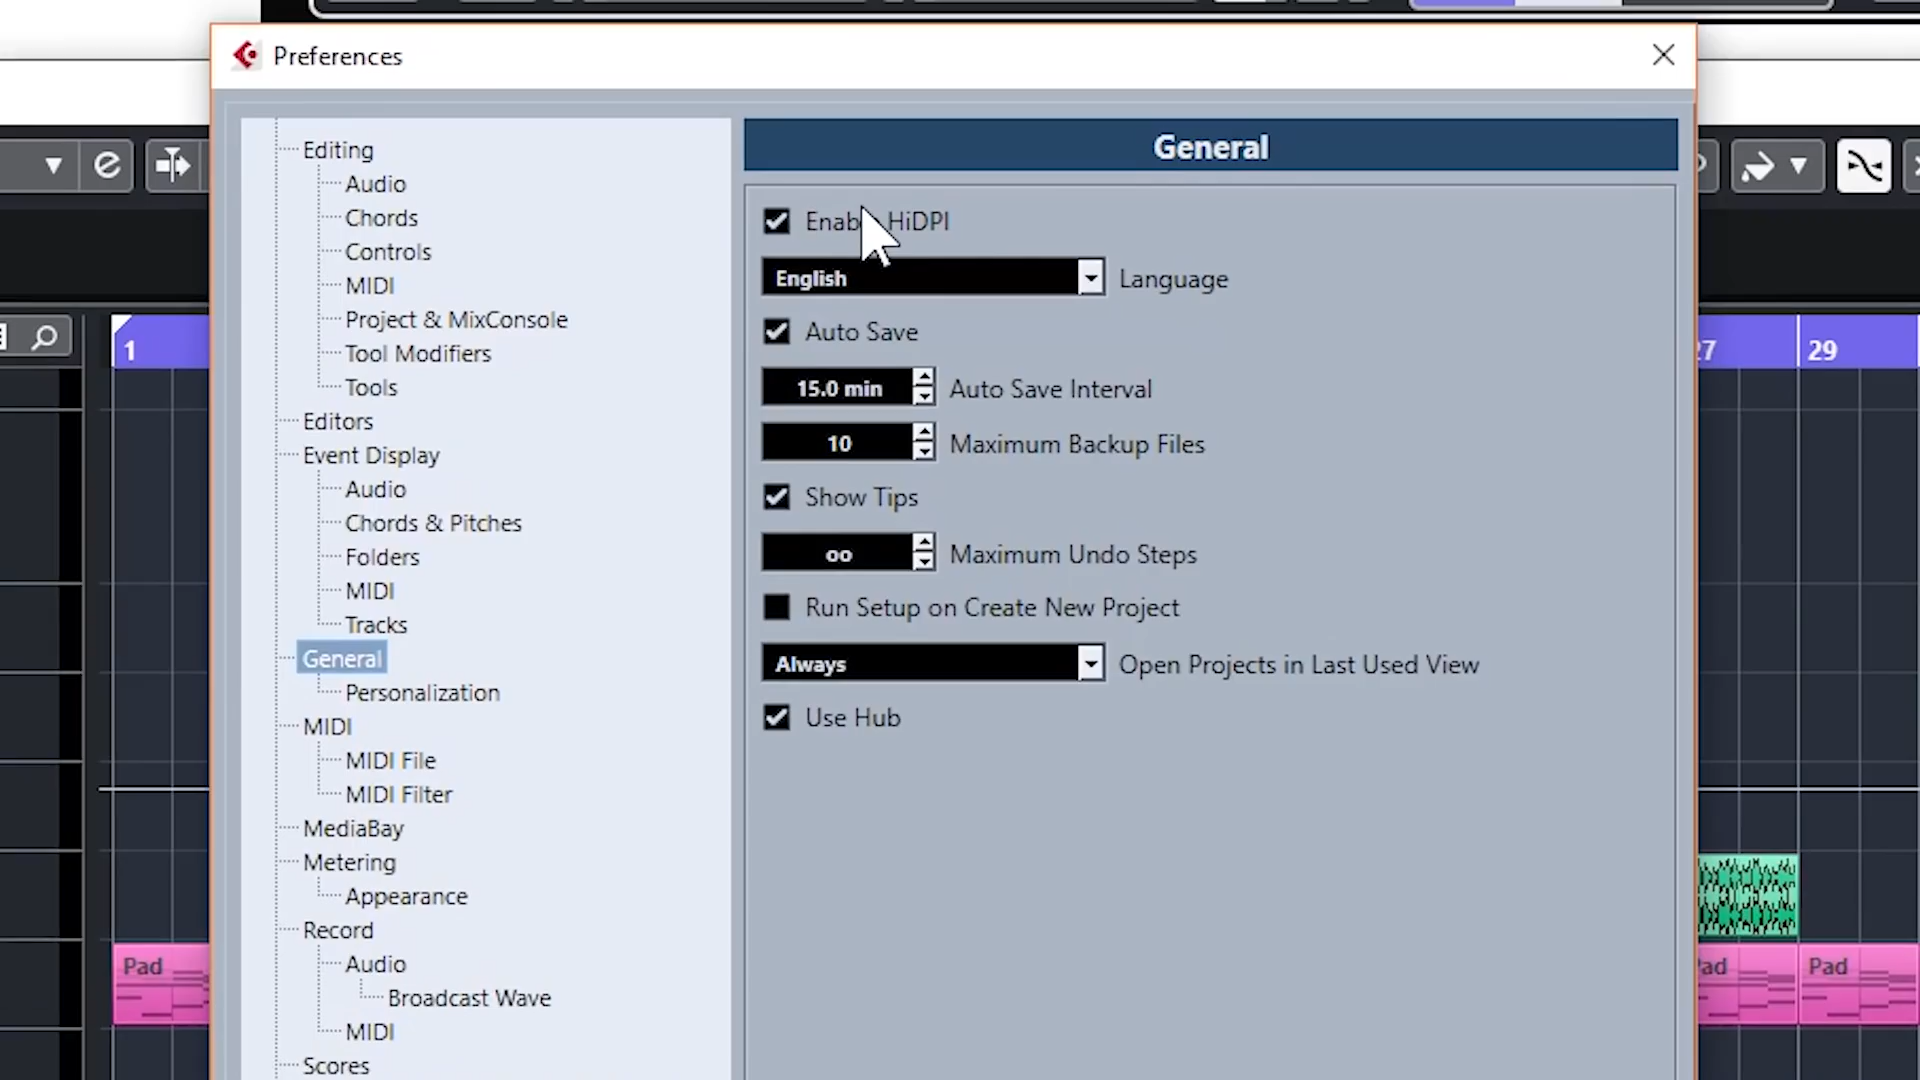 Preferences
Editing
Audio
Chords
Controls
MIDI
Project & MixConsole
Tool Modifiers
Tools
Editors
Event Display
Audio
Chords & Pitches
Folders
MIDI
Tracks
General
Personalization
MIDI
MIDI File
MIDI Filter
MediaBay
Metering
Appearance
Record
Audio
Broadcast Wave
MIDI
Scores
General
HiDPI
English Language
Auto Save
15.0 min Auto Save Interval
10 Maximum Backup Files
Show Tips
oo Maximum Undo Steps
Run Setup on Create New Project
Always Open Projects in Last Used View
Use Hub
e
1
27 29
Pad
Pad